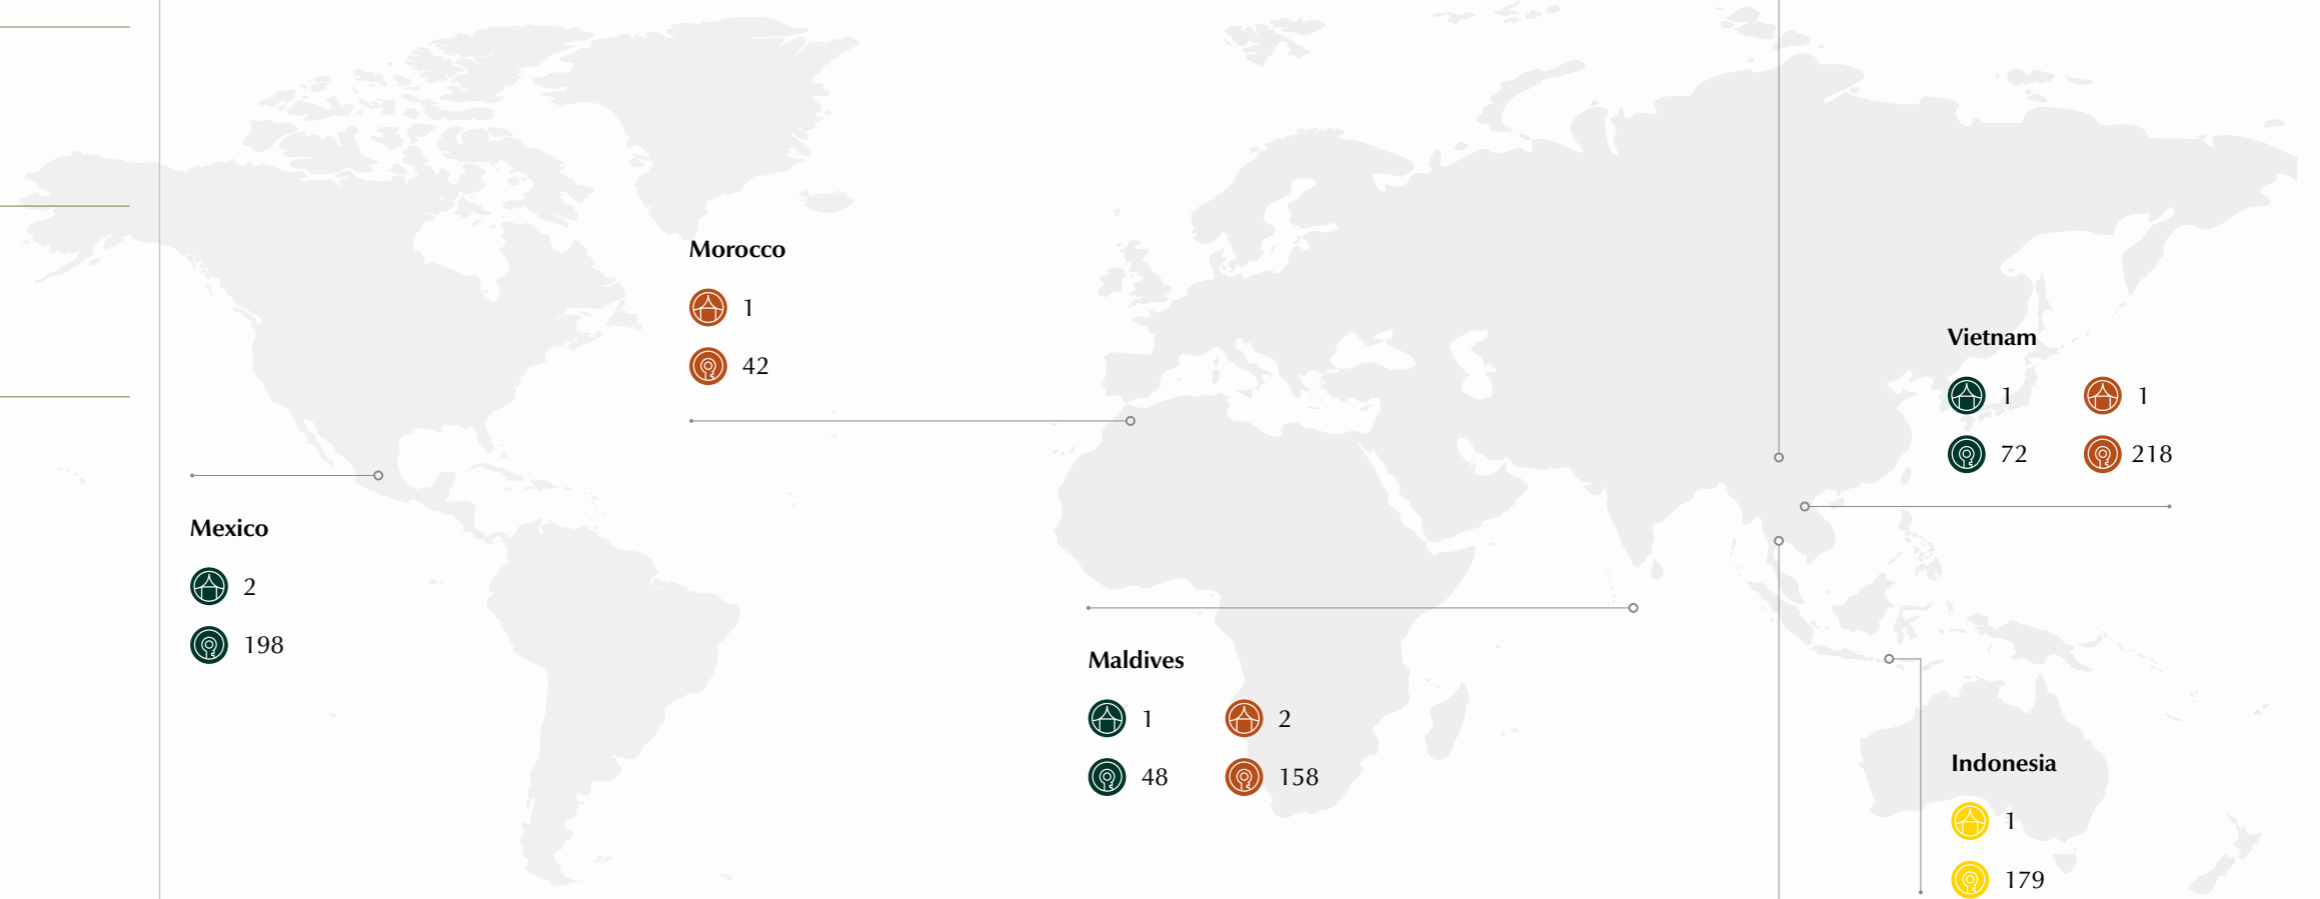 Morocco
1
42
Vietnam
1 1
72 218
Mexico
2
198
Maldives
1 2
48 158
Indonesia
1
179